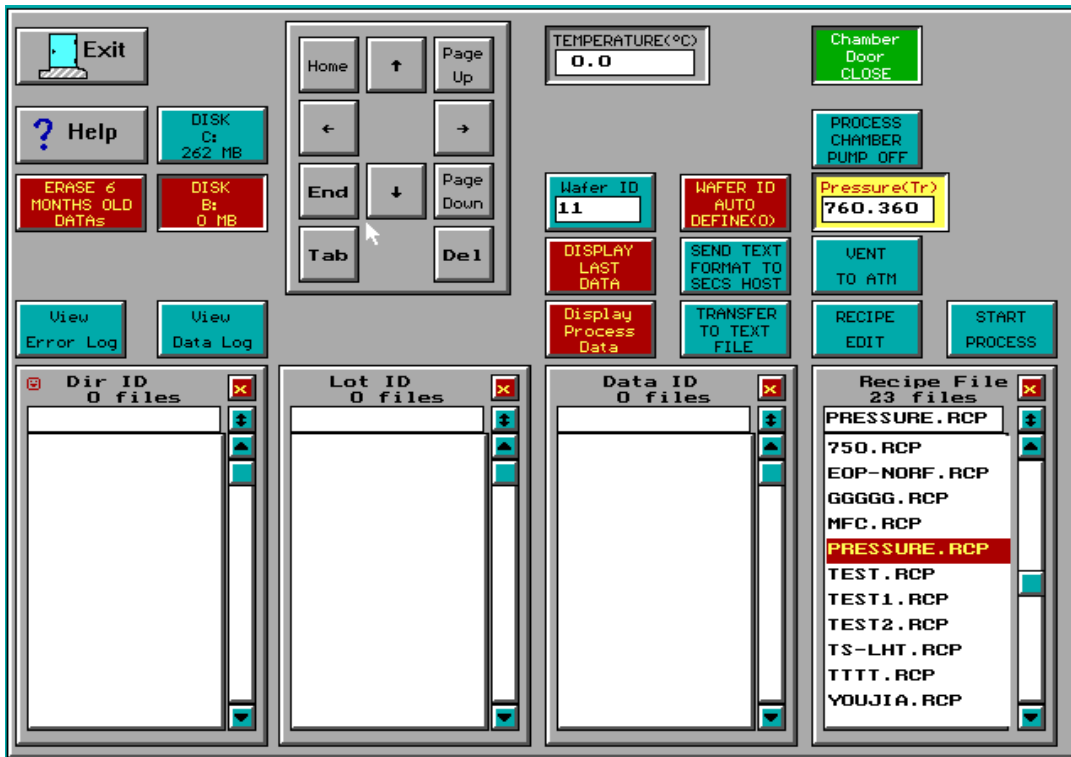 Exit
Help
DISK
C:
262 MB
ERASE 6
MONTHS OLD
DATAs
DISK
B:
0 MB
View
Error Log
View
Data Log
Home
↑
Page
Up
←
→
End
↓
Page
Down
Tab
Del
TEMPERATURE(°C)
0.0
Chamber
Door
CLOSE
PROCESS
CHAMBER
PUMP OFF
Wafer ID
11
WAFER ID
AUTO
DEFINE(O)
Pressure(Tr)
760.360
DISPLAY
LAST
DATA
SEND TEXT
FORMAT TO
SECS HOST
VENT
TO ATM
Display
Process
Data
TRANSFER
TO TEXT
FILE
RECIPE
EDIT
START
PROCESS
Dir ID
0 files
Lot ID
0 files
Data ID
0 files
Recipe File
23 files
PRESSURE.RCP
750.RCP
EOP-NORF.RCP
GGGGG.RCP
MFC.RCP
PRESSURE.RCP
TEST.RCP
TEST1.RCP
TEST2.RCP
TS-LHT.RCP
TTTT.RCP
YOUJIA.RCP